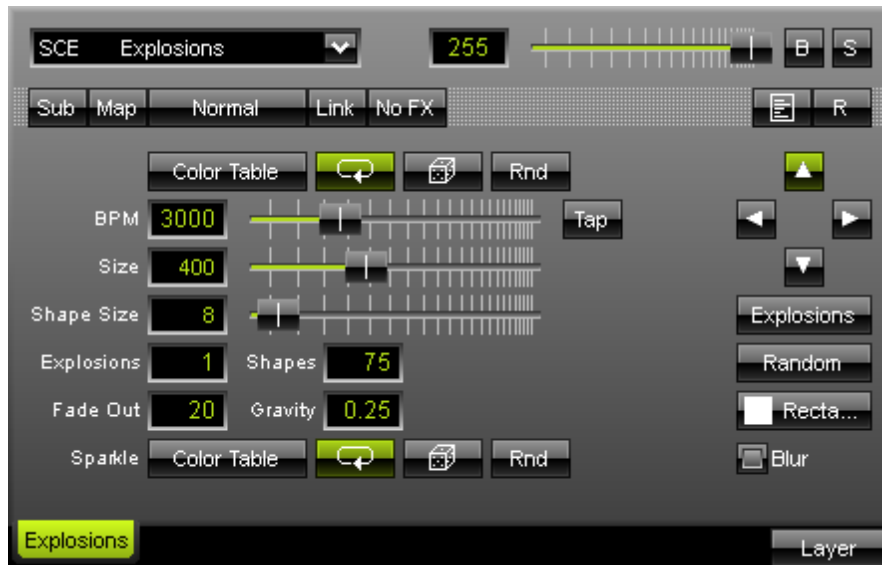 SCE Explosions 255 B S
Sub Map Normal Link No FX R
Color Table Rnd
BPM 3000 Tap
Size 400
Shape Size 8 Explosions
Explosions 1 Shapes 75 Random
Fade Out 20 Gravity 0.25 Recta...
Sparkle Color Table Rnd Blur
Explosions
Layer